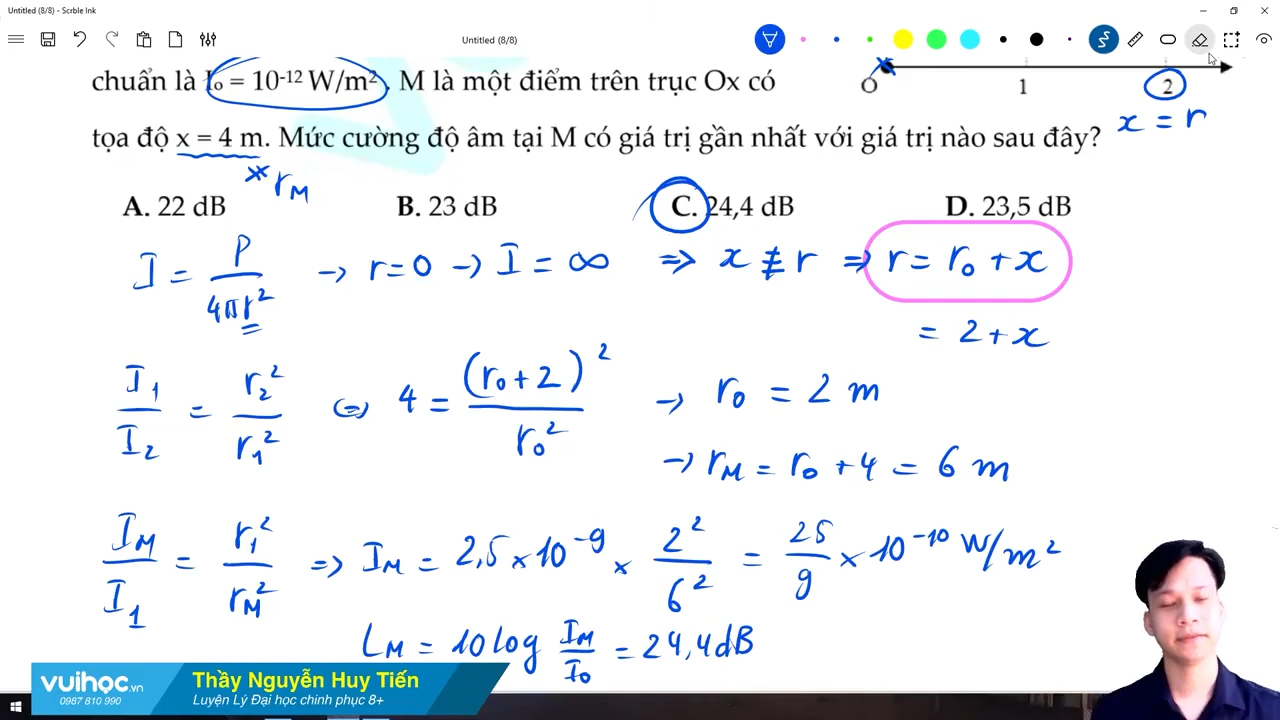 Untitled (8/8) - Scrble Ink
Untitled (8/8)
chuẩn là I₀ = 10⁻¹² W/m². M là một điểm trên trục Ox có
O 1 2
x = r
tọa độ x = 4 m. Mức cường độ âm tại M có giá trị gần nhất với giá trị nào sau đây?
r_M
A. 22 dB B. 23 dB C. 24,4 dB D. 23,5 dB
I = P / 4πr² → r = 0 → I = ∞ ⇒ x ≢ r ⇒ r = r₀ + x
= 2 + x
I₁ / I₂ = r₂² / r₁² ⇔ 4 = (r₀ + 2)² / r₀² → r₀ = 2 m
→ r_M = r₀ + 4 = 6 m
I_M / I₁ = r₁² / r_M² ⇒ I_M = 2,5 × 10⁻⁹ × 2² / 6² = 25 / 9 × 10⁻¹⁰ W/m²
L_M = 10 log I_M / I₀ = 24,4 dB
vuihọc.vn
0987 810 990
Thầy Nguyễn Huy Tiến
Luyện Lý Đại học chinh phục 8+